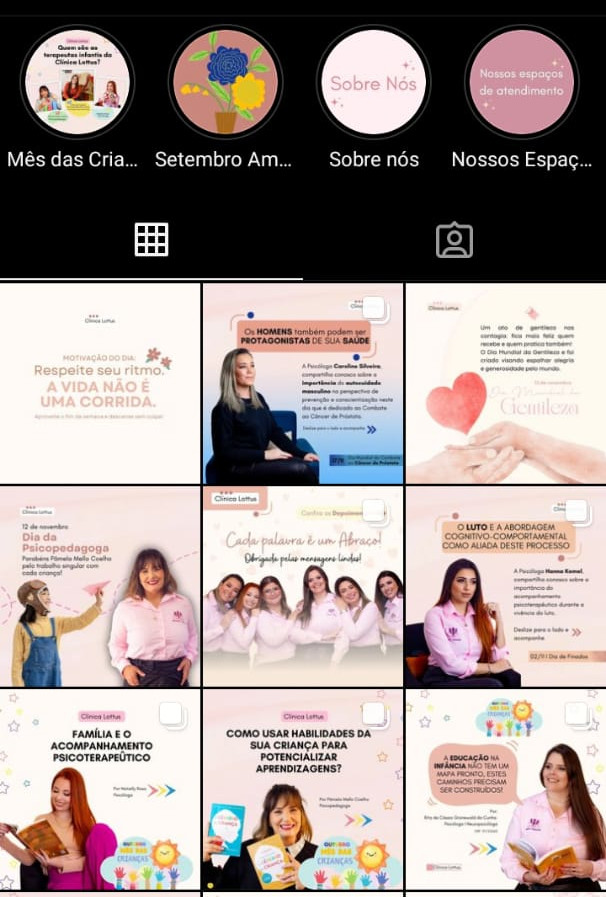 Clínica Lottus
Quem são as
terapeutas infantis da
Clínica Lottus?
Sobre Nós
Nossos espaços
de atendimento
Mês das Cria...
Setembro Am...
Sobre nós
Nossos Espaç...
Clínica Lottus
MOTIVAÇÃO DO DIA:
Respeite seu ritmo.
A VIDA NÃO É
UMA CORRIDA.
Aproveite o fim de semana e descanse sem culpa!
Os HOMENS também podem ser
PROTAGONISTAS DE SUA SAÚDE
A Psicóloga Caroline Silveira,
compartilha conosco sobre a
importância do autocuidado
masculino na perspectiva de
prevenção e conscientização neste
dia que é dedicado ao Combate
ao Câncer de Próstata.
Deslize para o lado e acompanhe
Dia Mundial do Combate
ao Câncer de Próstata
Clínica Lottus
Um ato de gentileza nos
contagia: fica mais feliz quem
recebe e quem pratica também!
O Dia Mundial da Gentileza e foi
criado visando espalhar alegria
e generosidade pelo mundo.
13 de novembro
Dia Mundial da
Gentileza
Clínica Lottus
12 de novembro
Dia da
Psicopedagoga
Parabéns Pâmela Mello Coelho
pelo trabalho singular com
cada criança!
Clínica Lottus
Confira os Depoimentos
Cada palavra é um Abraço!
Obrigada pelas mensagens lindas!
Clínica Lottus
O LUTO E A ABORDAGEM
COGNITIVO-COMPORTAMENTAL
COMO ALIADA DESTE PROCESSO
A Psicóloga Hanna Kamel,
compartilha conosco sobre a
importância do
acompanhamento
psicoterapêutico durante a
vivência do luto.
Deslize para o lado e
acompanhe
02/11 Dia de Finados
Clínica Lottus
FAMÍLIA E O
ACOMPANHAMENTO
PSICOTERAPEÛTICO
Por Natally Rosa
Psicóloga
OUTUBRO
MÊS DAS
CRIANÇAS
Clínica Lottus
COMO USAR HABILIDADES DA
SUA CRIANÇA PARA
POTENCIALIZAR
APRENDIZAGENS?
Por Pâmela Mello Coelho
Psicopedagoga
OUTUBRO
MÊS DAS
CRIANÇAS
OUTUBRO
MÊS DAS
CRIANÇAS
A EDUCAÇÃO NA
INFÂNCIA NÃO TEM UM
MAPA PRONTO, ESTES
CAMINHOS PRECISAM
SER CONSTRUÍDOS!
Por:
Psicóloga | Neuropsicóloga
Clínica Lottus